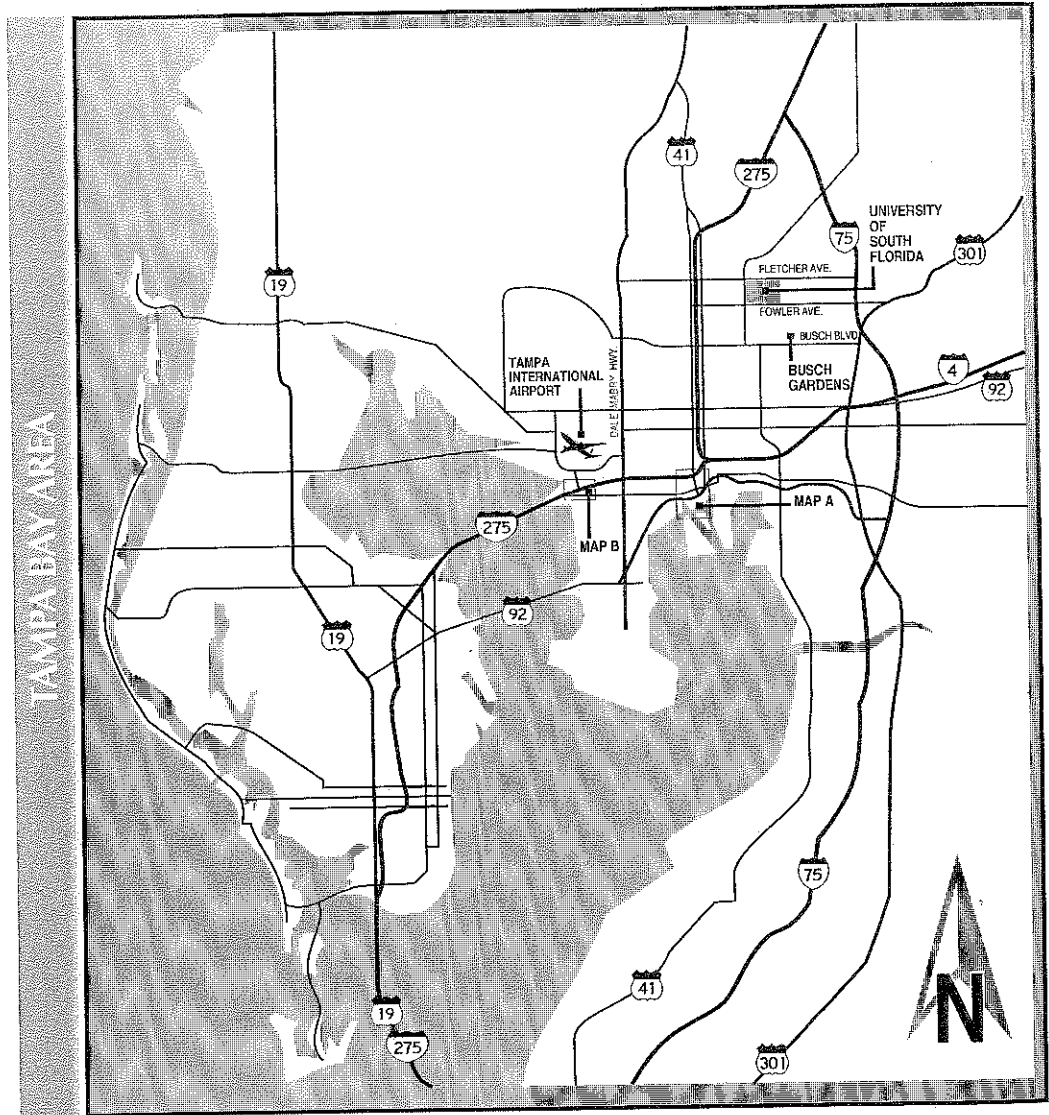 TAMPA BAY AREA
41
275
UNIVERSITY
OF
SOUTH
FLORIDA
75
301
19
FLETCHER AVE.
FOWLER AVE.
BUSCH BLVD
BUSCH
GARDENS
TAMPA
INTERNATIONAL
AIRPORT
DALE MABRY HWY
4
92
MAP A
275
MAP B
92
19
75
41
19
275
301
N